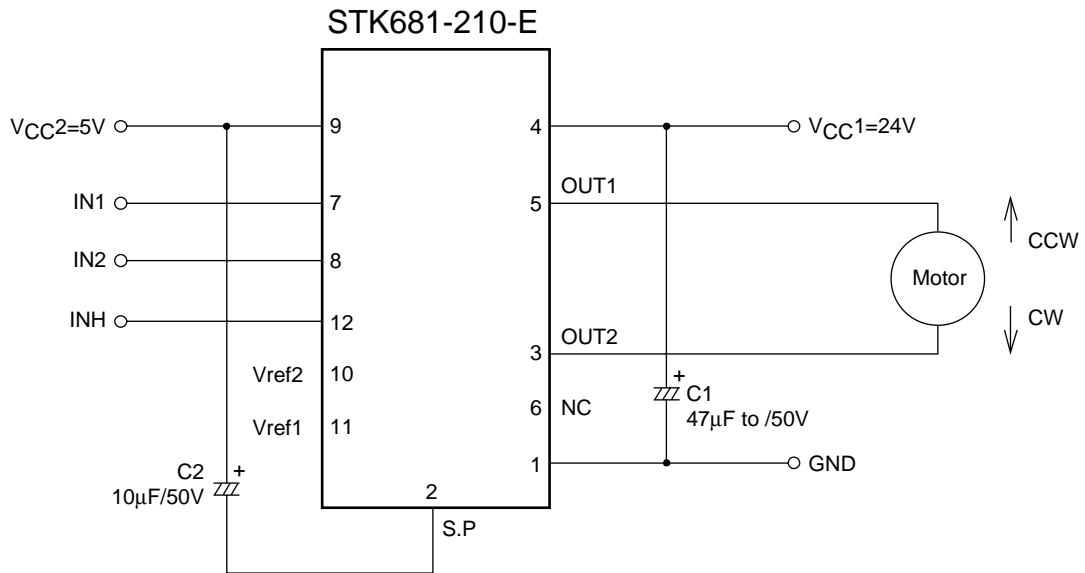 STK681-210-E
VCC2=5V
9
4
VCC1=24V
IN1
7
OUT1
5
CCW
IN2
8
Motor
INH
12
CW
OUT2
3
Vref2
10
+
C1
47μF to /50V
6
NC
Vref1
11
1
GND
C2
10μF/50V
+
2
S.P